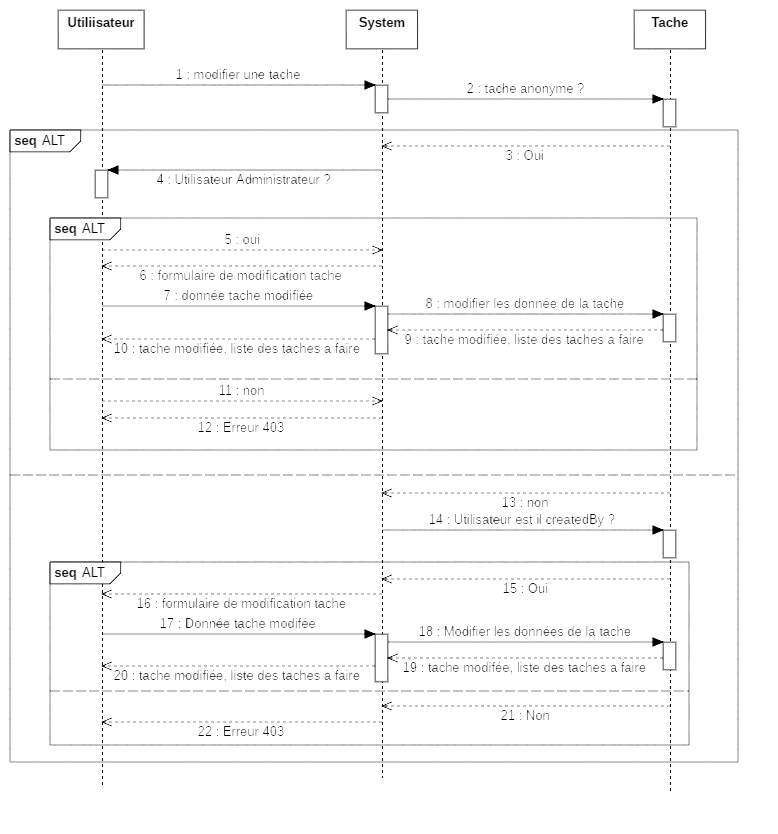 Utiliisateur
System
Tache
1 : modifier une tache
2 : tache anonyme ?
seq ALT
3 : Oui
4 : Utilisateur Administrateur ?
seq ALT
5 : oui
6 : formulaire de modification tache
7 : donnée tache modifiée
8 : modifier les donnée de la tache
9 : tache modifiée, liste des taches a faire
10 : tache modifiée, liste des taches a faire
11 : non
12 : Erreur 403
13 : non
14 : Utilisateur est il createdBy ?
seq ALT
15 : Oui
16 : formulaire de modification tache
17 : Donnée tache modifée
18 : Modifier les données de la tache
19 : tache modifée, liste des taches a faire
20 : tache modifiée, liste des taches a faire
21 : Non
22 : Erreur 403